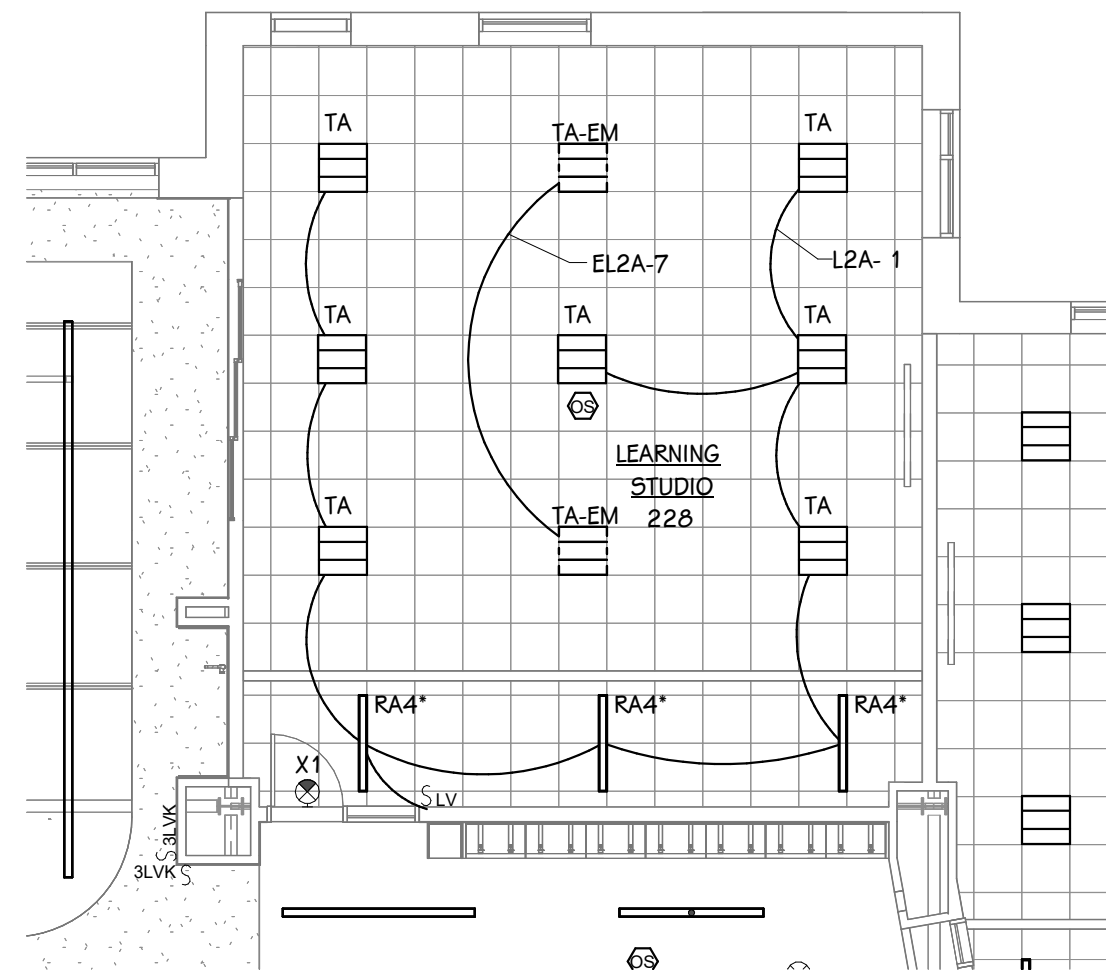 TA
TA-EM
TA
EL2A-7
L2A- 1
TA
TA
TA
OS
LEARNING
STUDIO
228
TA
TA-EM
TA
RA4*
RA4*
RA4*
X1
S LV
3LVK
S
3LVK S
OS